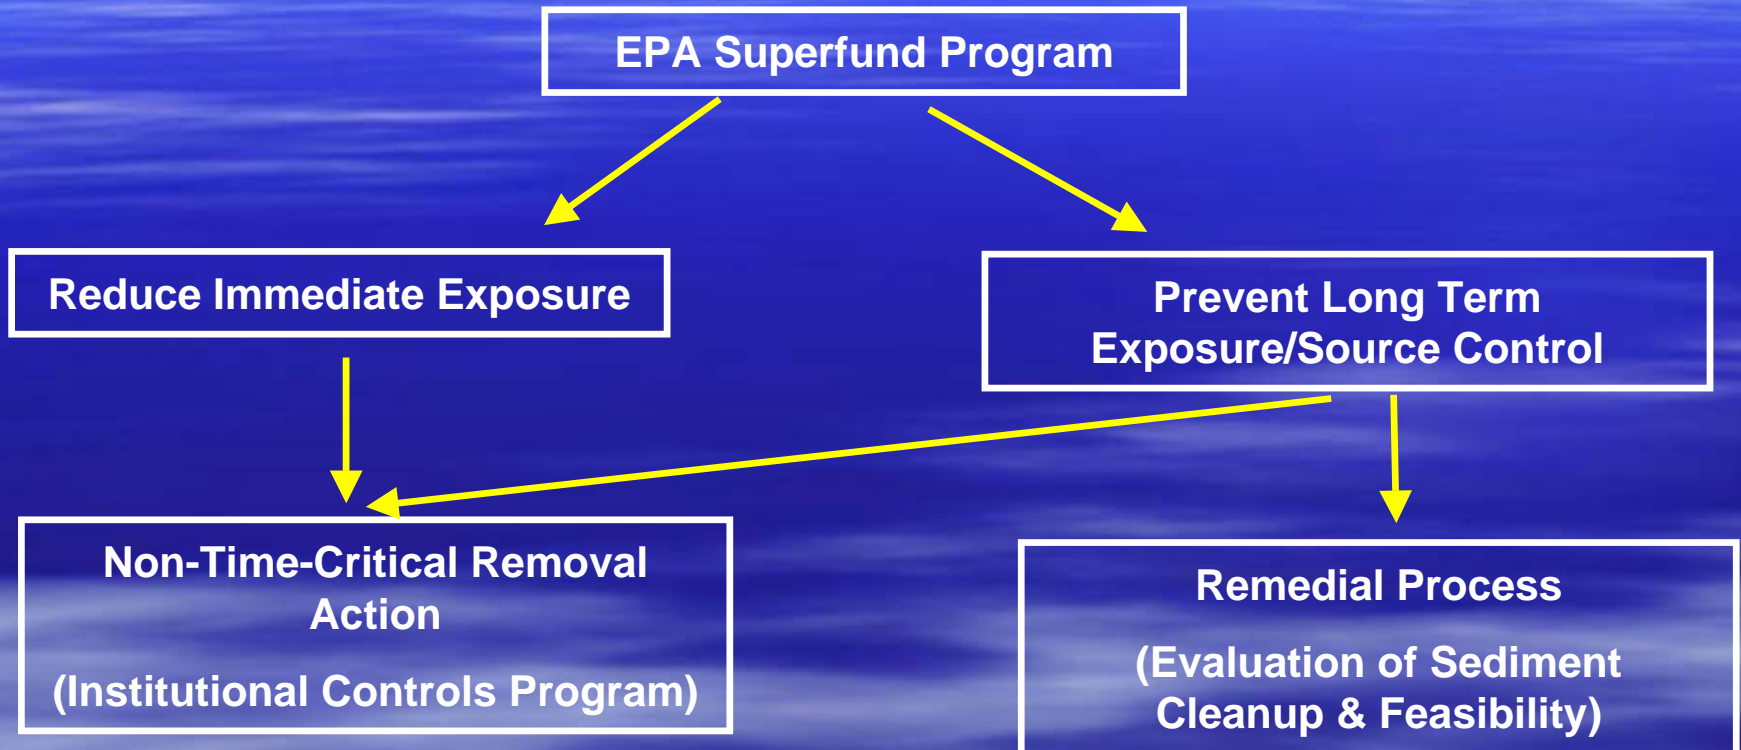 EPA Superfund Program
Reduce Immediate Exposure
Prevent Long Term
Exposure/Source Control
Non-Time-Critical Removal
Action
(Institutional Controls Program)
Remedial Process
(Evaluation of Sediment
Cleanup & Feasibility)